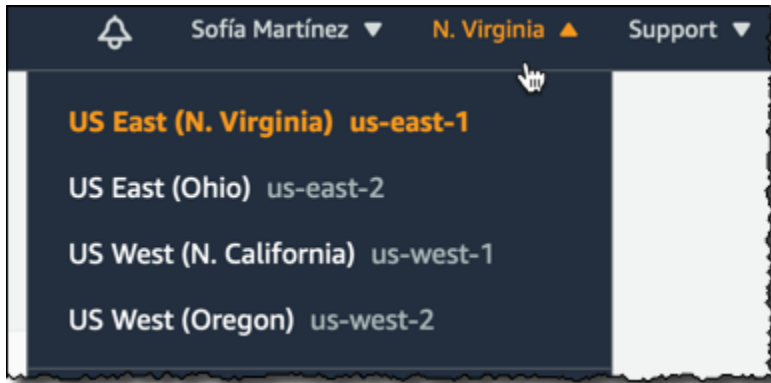 Sofía Martínez ▼ N. Virginia ▲ Support ▼
US East (N. Virginia) us-east-1
US East (Ohio) us-east-2
US West (N. California) us-west-1
US West (Oregon) us-west-2